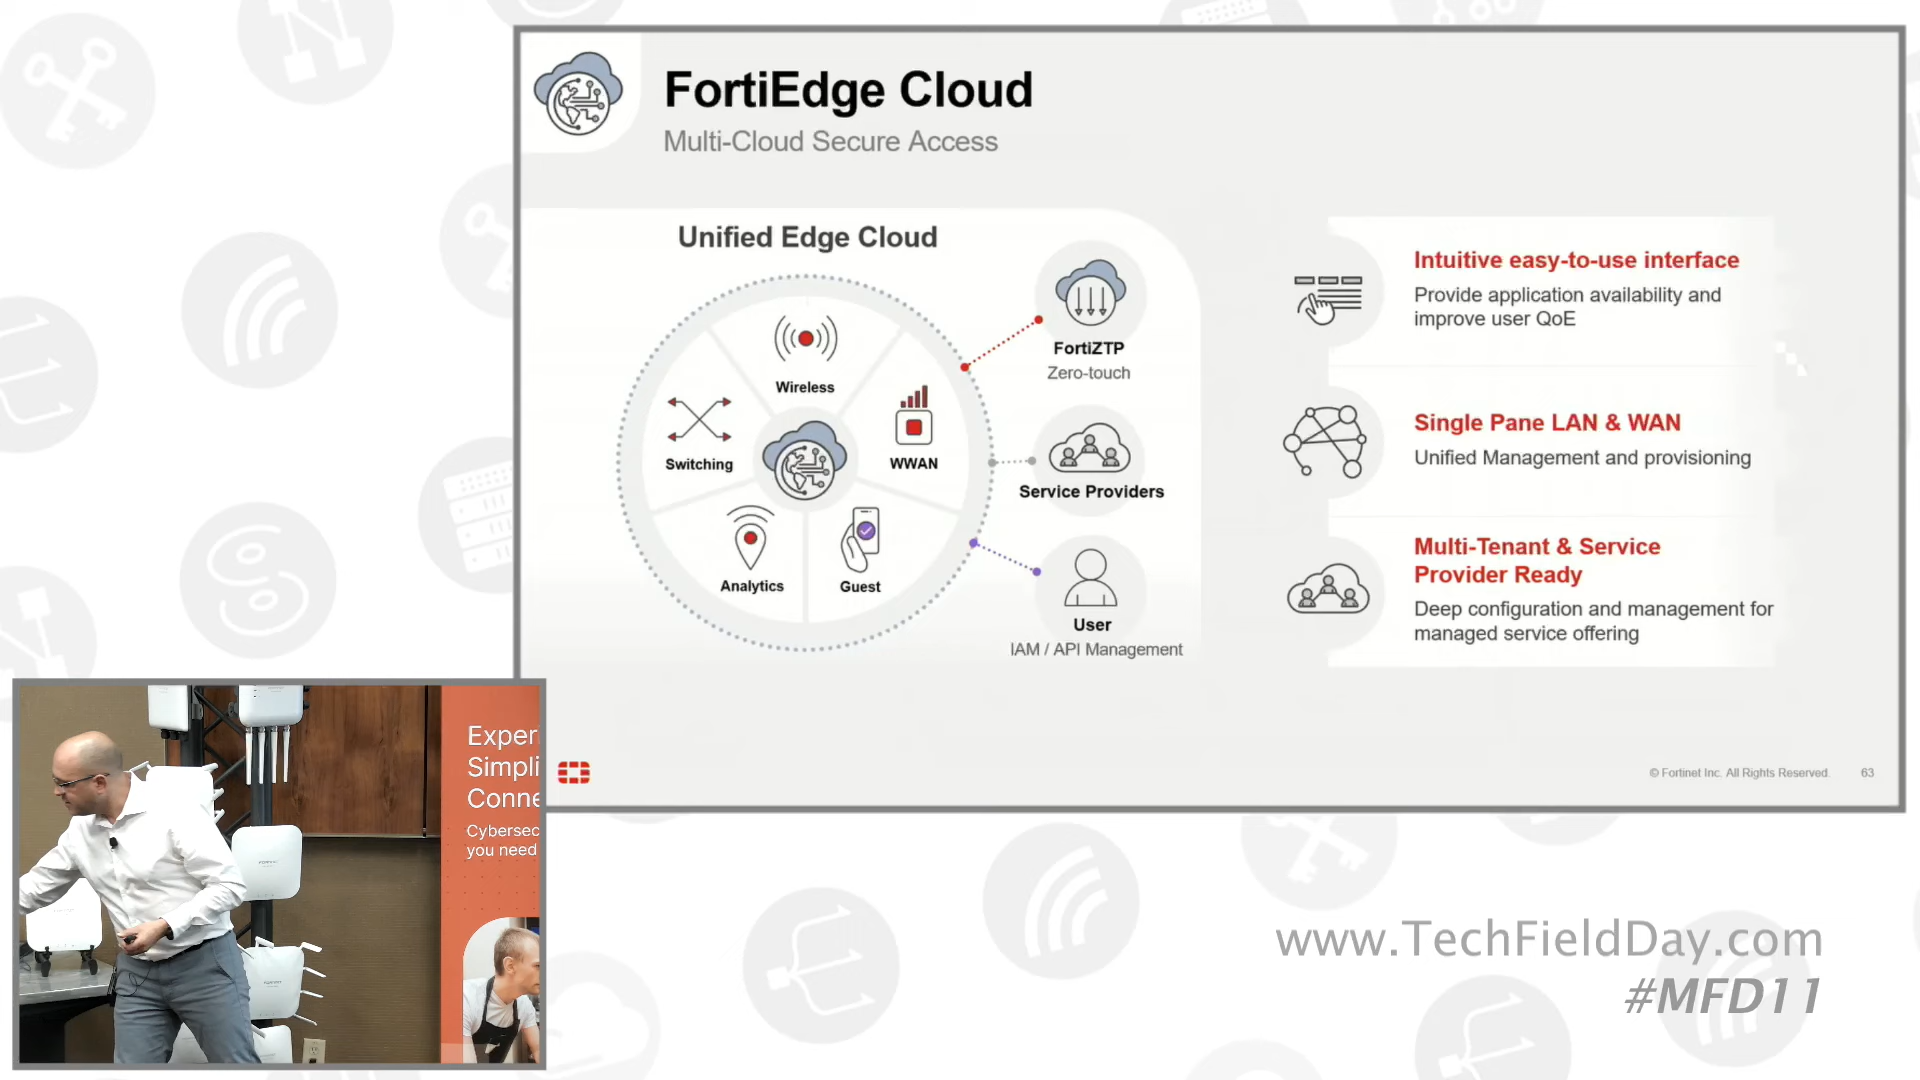 FortiEdge Cloud
Multi-Cloud Secure Access
Unified Edge Cloud
Wireless
Switching
WWAN
Analytics
Guest
FortiZTP
Zero-touch
Service Providers
User
IAM / API Management
Intuitive easy-to-use interface
Provide application availability and
improve user QoE
Single Pane LAN & WAN
Unified Management and provisioning
Multi-Tenant & Service
Provider Ready
Deep configuration and management for
managed service offering
© Fortinet Inc. All Rights Reserved.
63
Exper
Simpli
Conne
Cybersec
you need
www.TechFieldDay.com
#MFD11